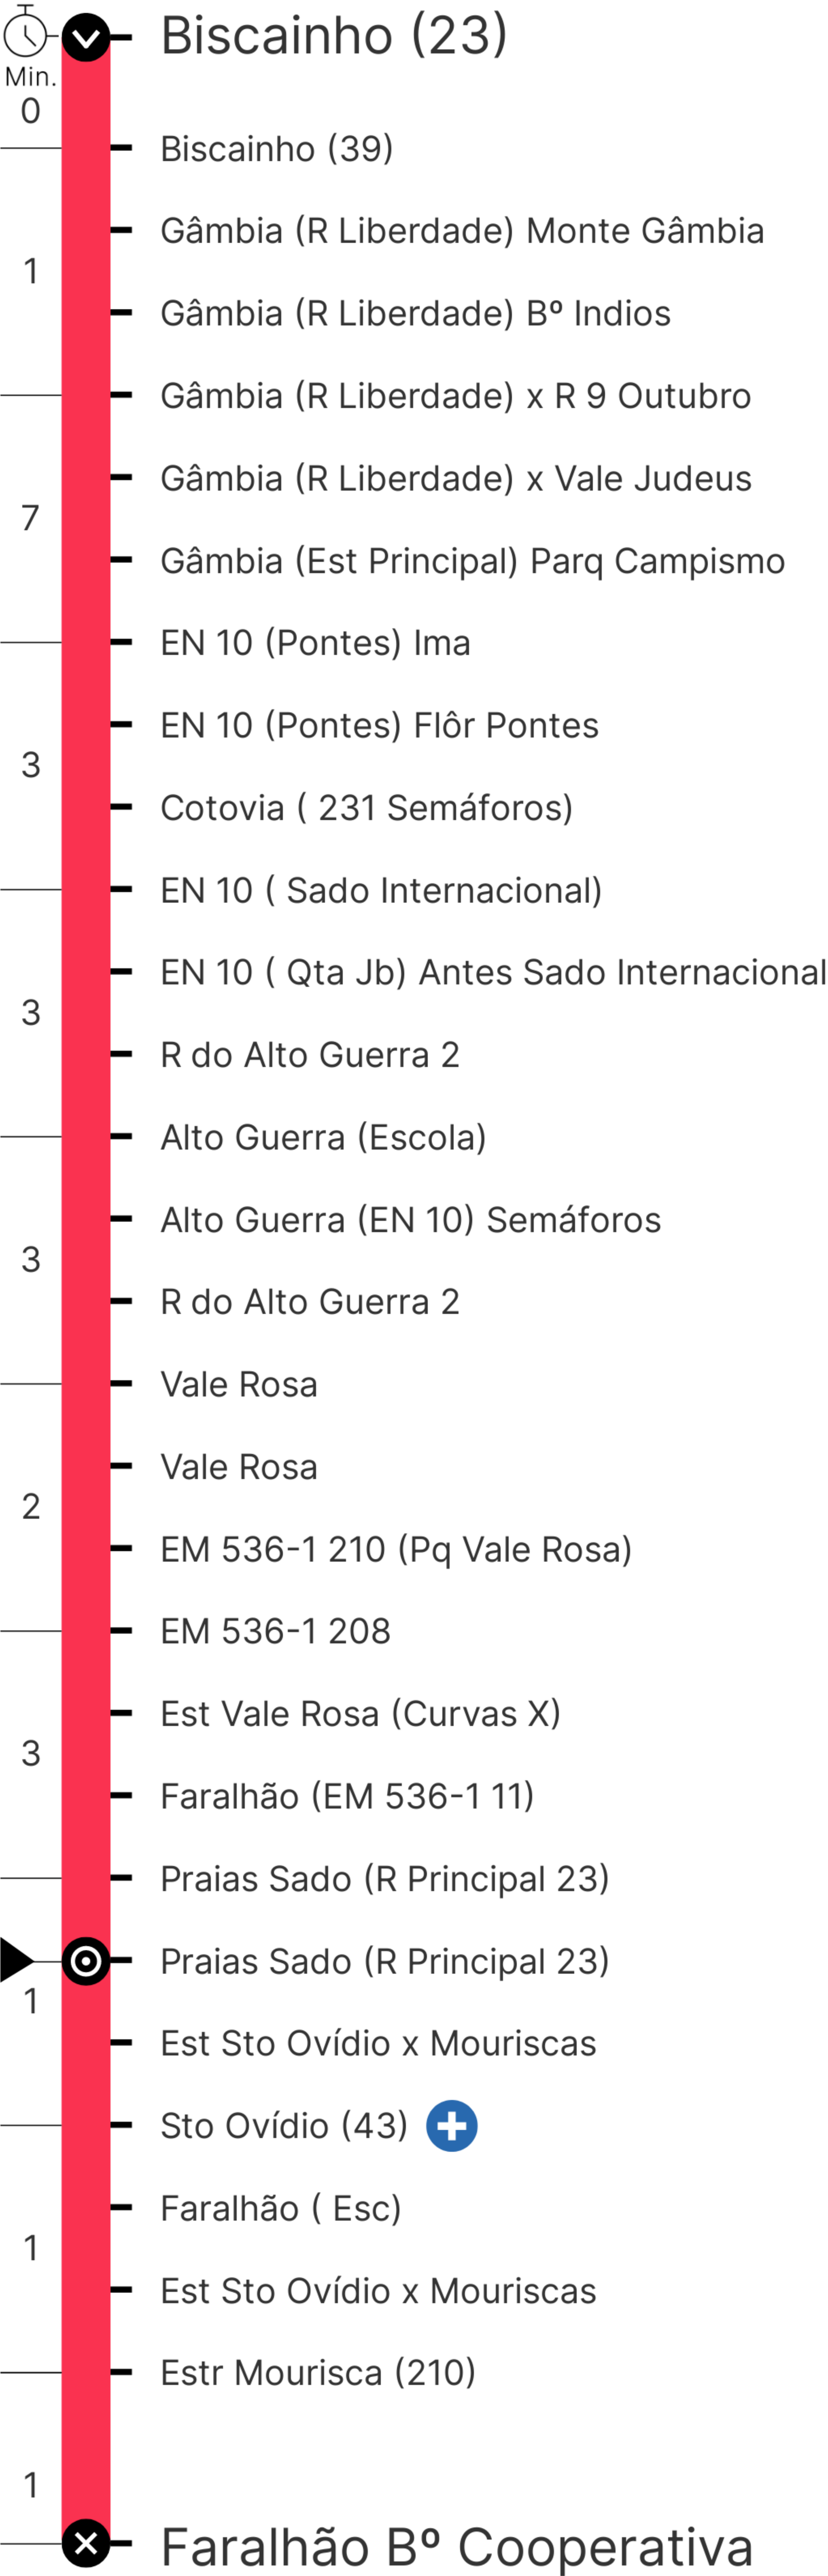 Biscainho (23)
Min.
0
Biscainho (39)
Gâmbia (R Liberdade) Monte Gâmbia
1
Gâmbia (R Liberdade) Bº Indios
Gâmbia (R Liberdade) x R 9 Outubro
Gâmbia (R Liberdade) x Vale Judeus
7
Gâmbia (Est Principal) Parq Campismo
EN 10 (Pontes) Ima
EN 10 (Pontes) Flôr Pontes
3
Cotovia ( 231 Semáforos)
EN 10 ( Sado Internacional)
EN 10 ( Qta Jb) Antes Sado Internacional
3
R do Alto Guerra 2
Alto Guerra (Escola)
Alto Guerra (EN 10) Semáforos
3
R do Alto Guerra 2
Vale Rosa
Vale Rosa
2
EM 536-1 210 (Pq Vale Rosa)
EM 536-1 208
Est Vale Rosa (Curvas X)
3
Faralhão (EM 536-1 11)
Praias Sado (R Principal 23)
Praias Sado (R Principal 23)
1
Est Sto Ovídio x Mouriscas
Sto Ovídio (43)
Faralhão ( Esc)
1
Est Sto Ovídio x Mouriscas
Estr Mourisca (210)
1
Faralhão Bº Cooperativa